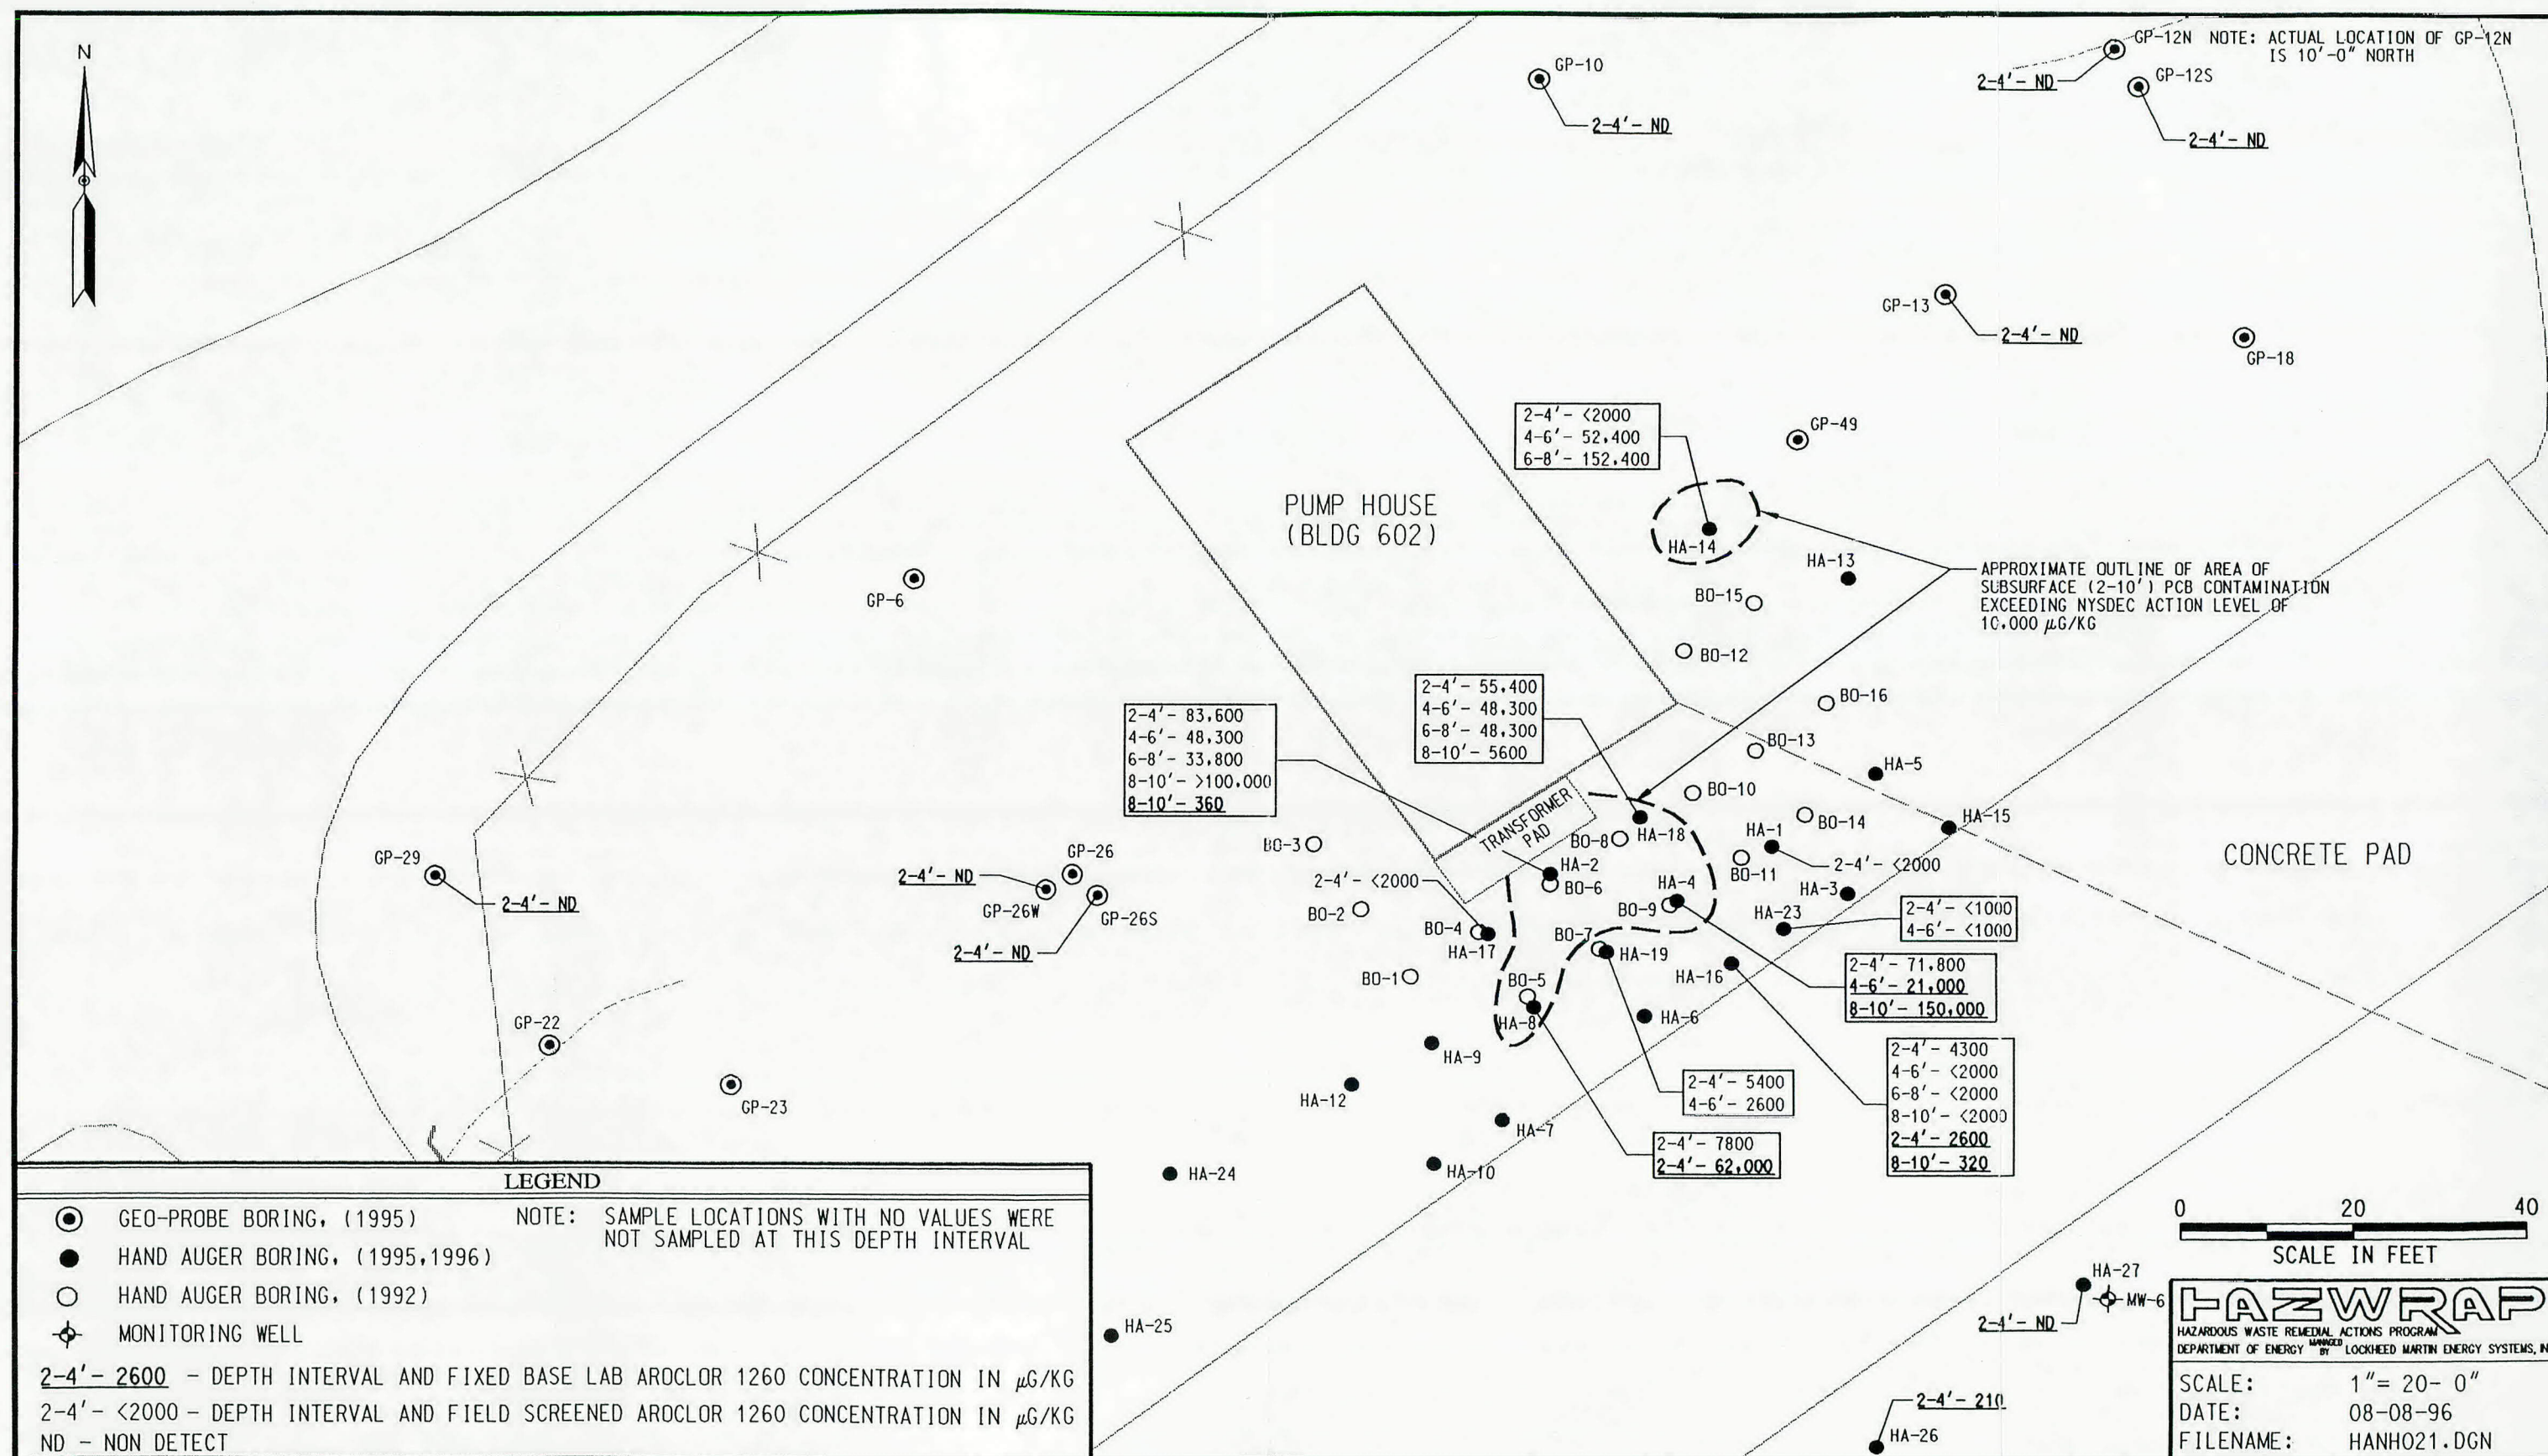 N
GP-10
2-4'- ND
GP-12N NOTE: ACTUAL LOCATION OF GP-12N
IS 10'-0" NORTH
2-4'- ND
GP-12S
2-4'- ND
GP-13
2-4'- ND
GP-18
GP-49
2-4'- <2000
4-6'- 52,400
6-8'- 152,400
HA-14
PUMP HOUSE
(BLDG 602)
HA-13
APPROXIMATE OUTLINE OF AREA OF
SUBSURFACE (2-10') PCB CONTAMINATION
EXCEEDING NYSDEC ACTION LEVEL OF
10,000 µG/KG
GP-6
BO-15
BO-12
BO-16
2-4'- 55,400
4-6'- 48,300
6-8'- 48,300
8-10'- 5600
2-4'- 83,600
4-6'- 48,300
6-8'- 33,800
8-10'- >100,000
8-10'- 360
BO-13
HA-5
BO-10
TRANSFORMER
PAD
BO-8
HA-18
HA-1
BO-14
HA-15
2-4'- <2000
BO-11
CONCRETE PAD
BO-3
GP-29
2-4'- ND
GP-26
2-4'- ND
GP-26W
GP-26S
2-4'- ND
2-4'- <2000
HA-2
BO-6
HA-4
BO-9
HA-3
HA-23
2-4'- <1000
4-6'- <1000
BO-2
BO-4
HA-17
BO-7
HA-19
HA-16
2-4'- 71,800
4-6'- 21,000
8-10'- 150,000
BO-1
BO-5
HA-8
HA-6
GP-22
HA-9
2-4'- 4300
4-6'- <2000
6-8'- <2000
8-10'- <2000
2-4'- 2600
8-10'- 320
GP-23
HA-12
2-4'- 5400
4-6'- 2600
HA-7
2-4'- 7800
2-4'- 62,000
HA-10
HA-24
HA-25
LEGEND
GEO-PROBE BORING, (1995)
HAND AUGER BORING, (1995,1996)
HAND AUGER BORING, (1992)
MONITORING WELL
NOTE: SAMPLE LOCATIONS WITH NO VALUES WERE
NOT SAMPLED AT THIS DEPTH INTERVAL
2-4'- 2600 - DEPTH INTERVAL AND FIXED BASE LAB AROCLOR 1260 CONCENTRATION IN µG/KG
2-4'- <2000 - DEPTH INTERVAL AND FIELD SCREENED AROCLOR 1260 CONCENTRATION IN µG/KG
ND - NON DETECT
0 20 40
SCALE IN FEET
HA-27
MW-6
2-4'- ND
2-4'- 210
HA-26
HAZWRAP
HAZARDOUS WASTE REMEDIAL ACTIONS PROGRAM
DEPARTMENT OF ENERGY MANAGED BY LOCKHEED MARTIN ENERGY SYSTEMS, IN
SCALE: 1"= 20- 0"
DATE: 08-08-96
FILENAME: HANHO21.DGN